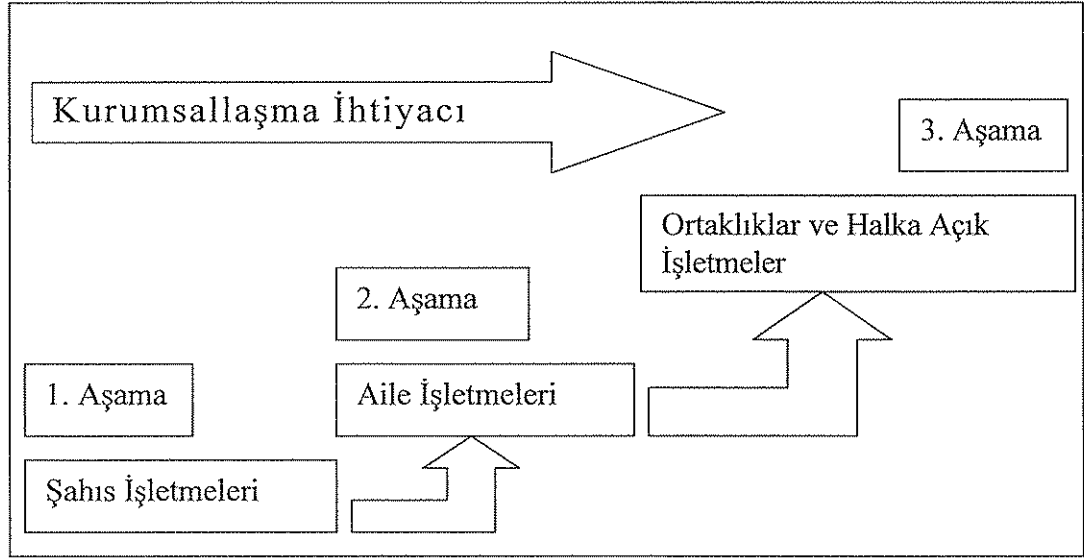 Kurumsallaşma İhtiyacı
3. Aşama
Ortaklıklar ve Halka Açık
İşletmeler
2. Aşama
Aile İşletmeleri
1. Aşama
Şahıs İşletmeleri